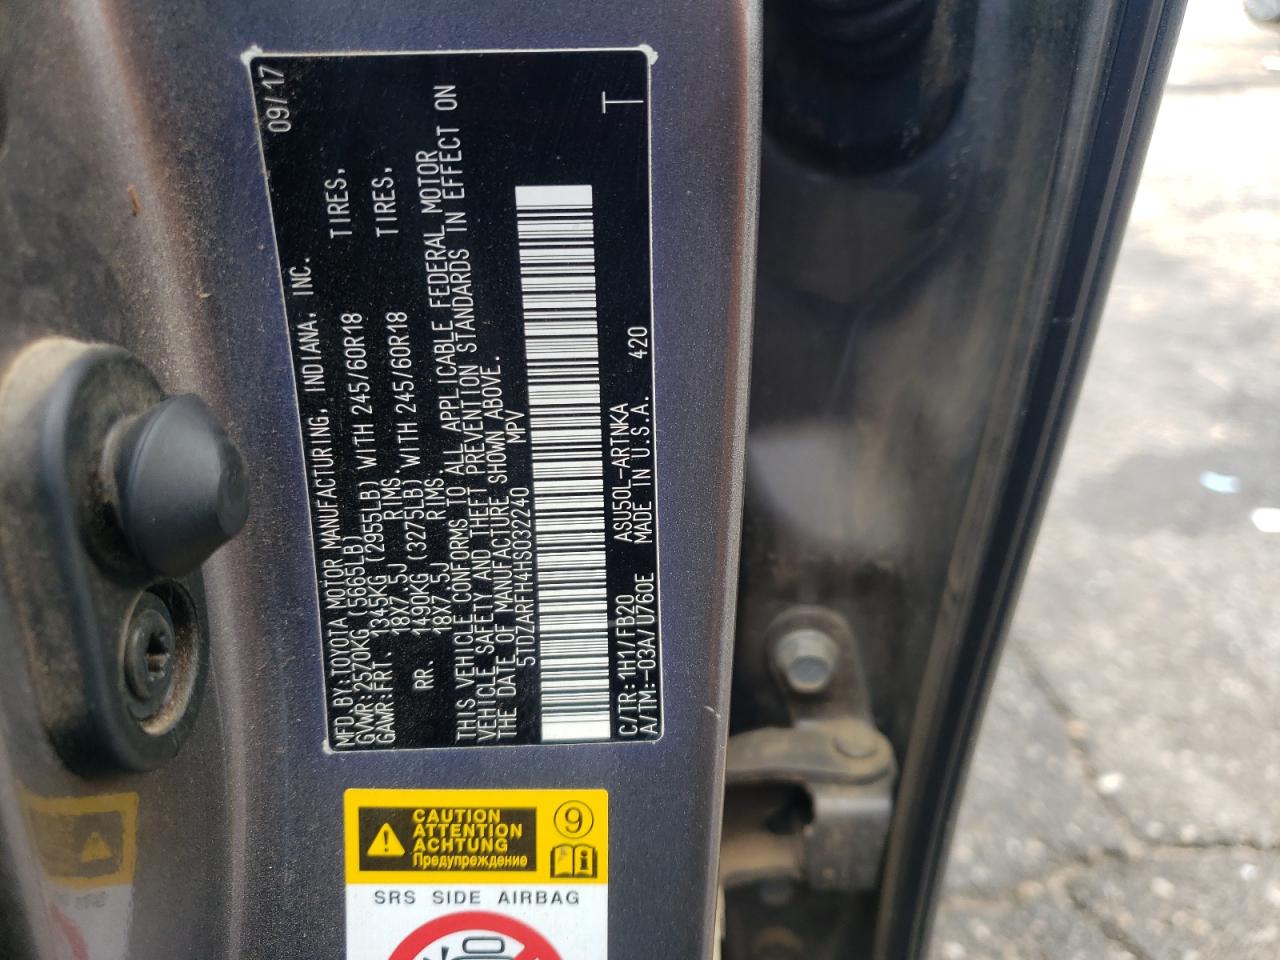 MFD BY:TOYOTA MOTOR MANUFACTURING, INDIANA, INC. 09/17
GVWR:2570KG (5665LB)
GAWR:FRT. 1345KG (2955LB) WITH 245/60R18 TIRES,
18X7.5J RIMS,
RR. 1490KG (3275LB) WITH 245/60R18 TIRES,
18X7.5J RIMS,
THIS VEHICLE CONFORMS TO ALL APPLICABLE FEDERAL MOTOR
VEHICLE SAFETY AND THEFT PREVENTION STANDARDS IN EFFECT ON
THE DATE OF MANUFACTURE SHOWN ABOVE.
5TDZARFH4HS032240 MPV
C/TR:1H1/FB20 ASU50L-ARTNKA
A/TM:-03A/U760E MADE IN U.S.A. 420 T
CAUTION
ATTENTION
ACHTUNG
Предупреждение
9
i
SRS SIDE AIRBAG